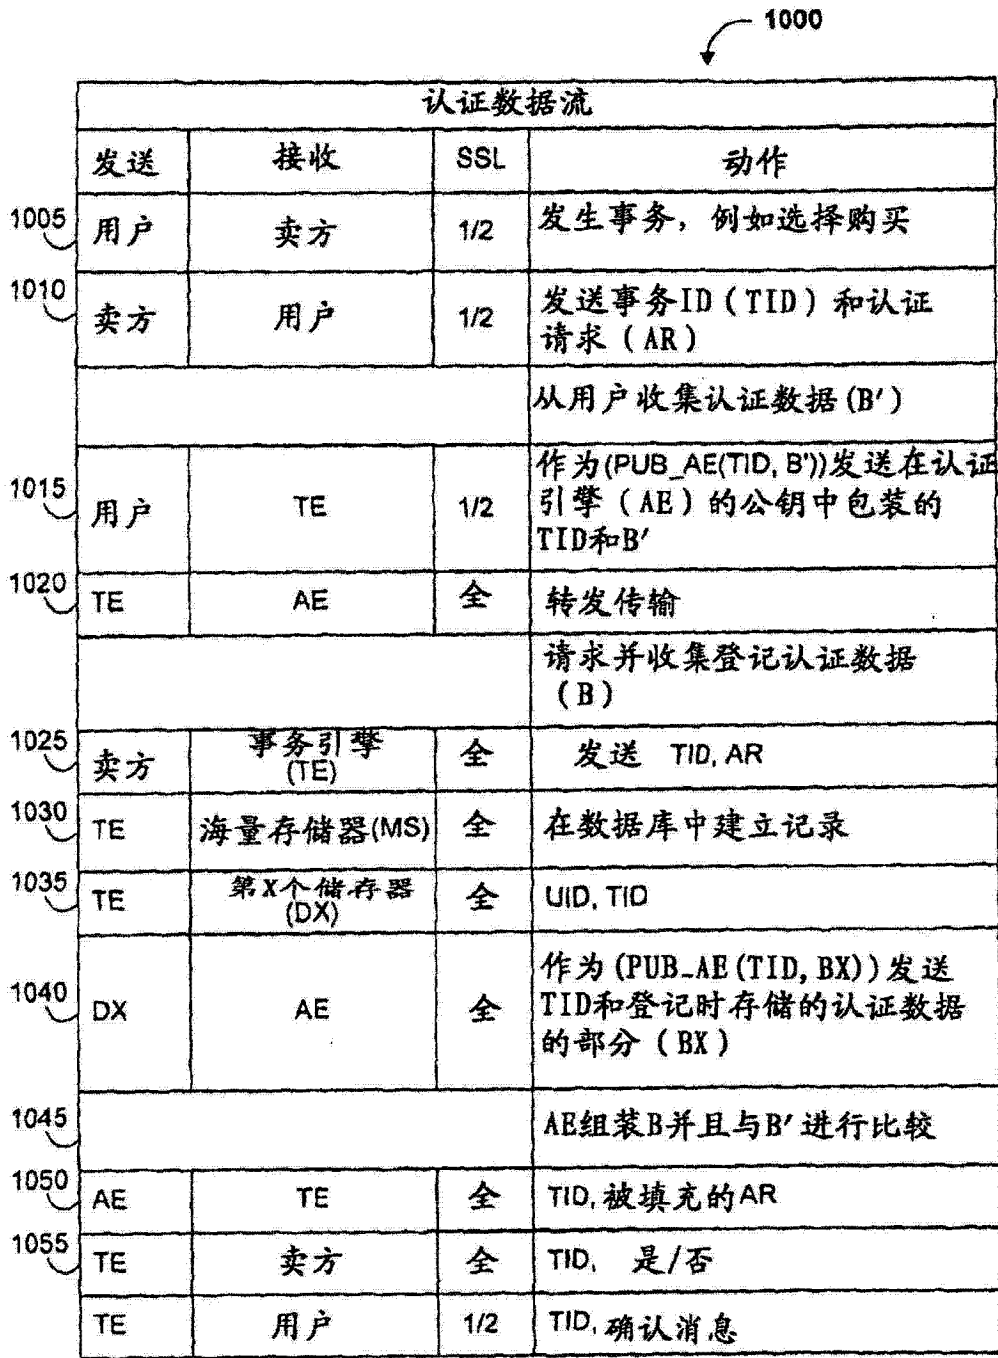 1000
认证数据流
发送 接收 SSL 动作
1005 用户 卖方 1/2 发生事务，例如选择购买
1010 卖方 用户 1/2 发送事务ID（TID）和认证
请求（AR）
从用户收集认证数据(B′)
1015 用户 TE 1/2 作为(PUB_AE(TID, B'))发送在认证
引擎（AE）的公钥中包装的
TID和B′
1020 TE AE 全 转发传输
请求并收集登记认证数据
（B）
1025 卖方 事务引擎
(TE) 全 发送 TID, AR
1030 TE 海量存储器(MS) 全 在数据库中建立记录
1035 TE 第X个储存器
(DX) 全 UID, TID
1040 DX AE 全 作为(PUB_AE(TID, BX))发送
TID和登记时存储的认证数据
的部分（BX）
1045 AE组装B并且与B′进行比较
1050 AE TE 全 TID, 被填充的AR
1055 TE 卖方 全 TID, 是/否
TE 用户 1/2 TID, 确认消息